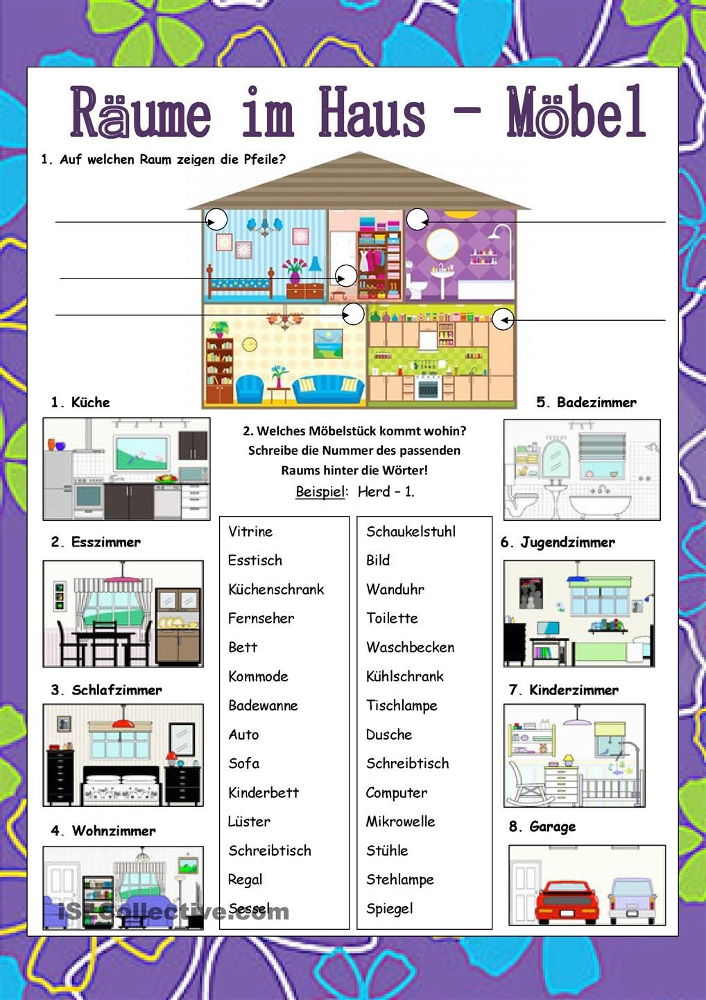 Räume im Haus - Möbel
1. Auf welchen Raum zeigen die Pfeile?
1. Küche
5. Badezimmer
2. Welches Möbelstück kommt wohin?
Schreibe die Nummer des passenden
Raums hinter die Wörter!
Beispiel: Herd – 1.
2. Esszimmer
6. Jugendzimmer
3. Schlafzimmer
7. Kinderzimmer
4. Wohnzimmer
8. Garage
Vitrine
Esstisch
Küchenschrank
Fernseher
Bett
Kommode
Badewanne
Auto
Sofa
Kinderbett
Lüster
Schreibtisch
Regal
Sessel
Schaukelstuhl
Bild
Wanduhr
Toilette
Waschbecken
Kühlschrank
Tischlampe
Dusche
Schreibtisch
Computer
Mikrowelle
Stühle
Stehlampe
Spiegel
iSLCollective.com